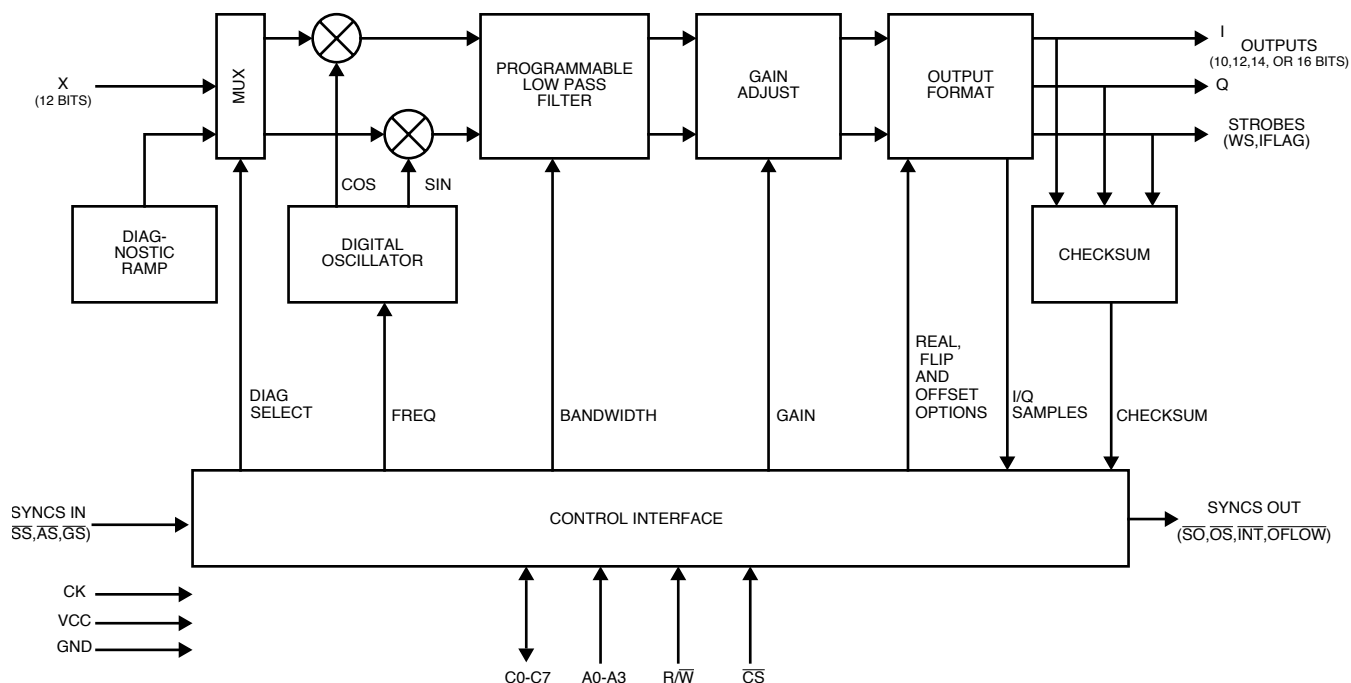 X
(12 BITS)
MUX
PROGRAMMABLE
LOW PASS
FILTER
GAIN
ADJUST
OUTPUT
FORMAT
I
OUTPUTS
(10,12,14, OR 16 BITS)
Q
STROBES
(WS,IFLAG)
COS
SIN
DIAG-
NOSTIC
RAMP
DIGITAL
OSCILLATOR
CHECKSUM
DIAG
SELECT
FREQ
BANDWIDTH
GAIN
REAL,
FLIP
AND
OFFSET
OPTIONS
I/Q
SAMPLES
CHECKSUM
SYNCS IN
SS,AS,GS)
CONTROL INTERFACE
SYNCS OUT
(SO,OS,INT,OFLOW)
CK
VCC
GND
C0-C7
A0-A3
R/W̅
C̅S̅